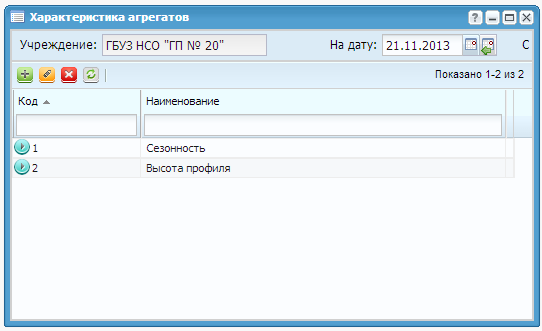 Характеристика агрегатов
Учреждение: ГБУЗ НСО "ГП № 20" На дату: 21.11.2013 С
Показано 1-2 из 2
Код Наименование
1 Сезонность
2 Высота профиля